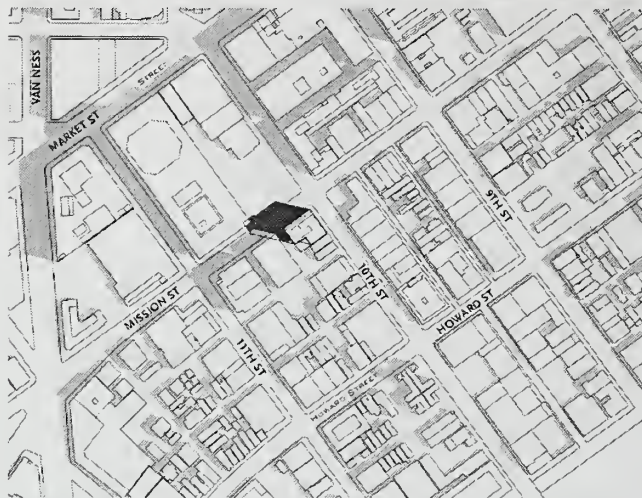 VAN NESS
MARKET ST
STREET
9TH ST
10TH ST
MISSION ST
HOWARD ST
11TH ST
HOWARD STREET